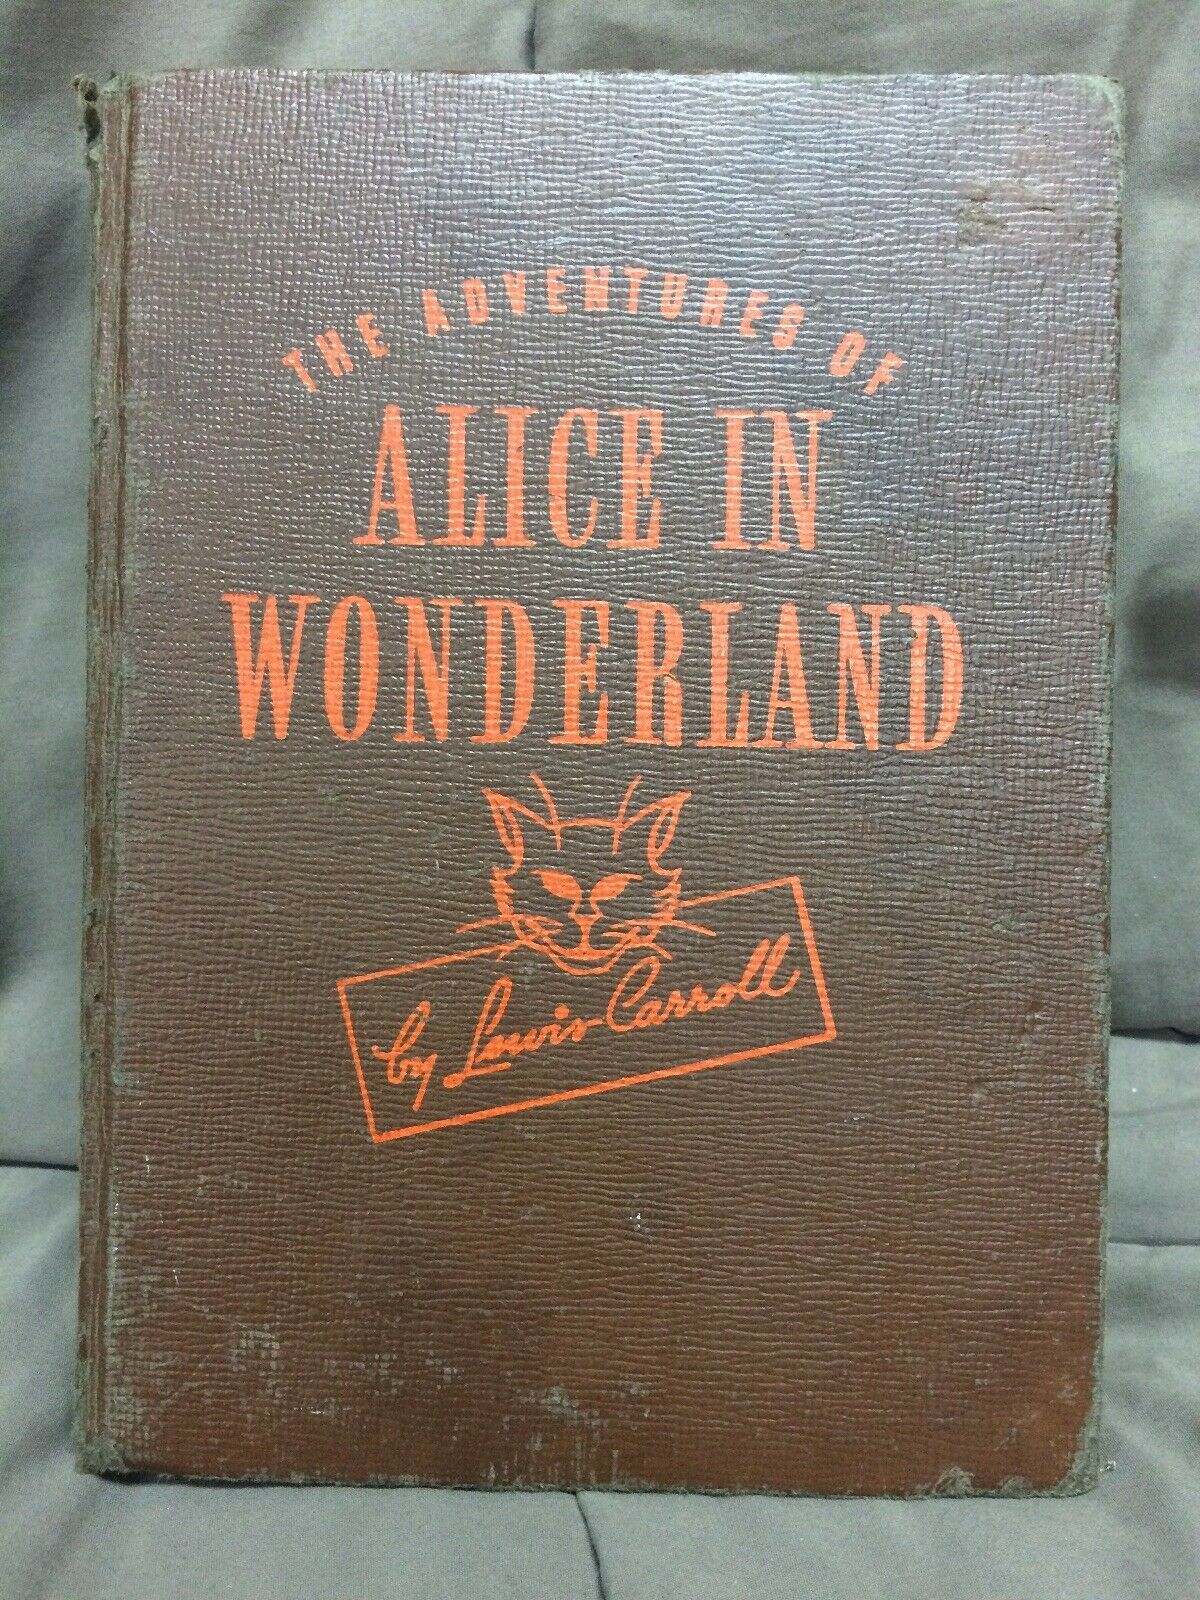 THE ADVENTURES OF
ALICE IN
WONDERLAND
by Lewis Carroll